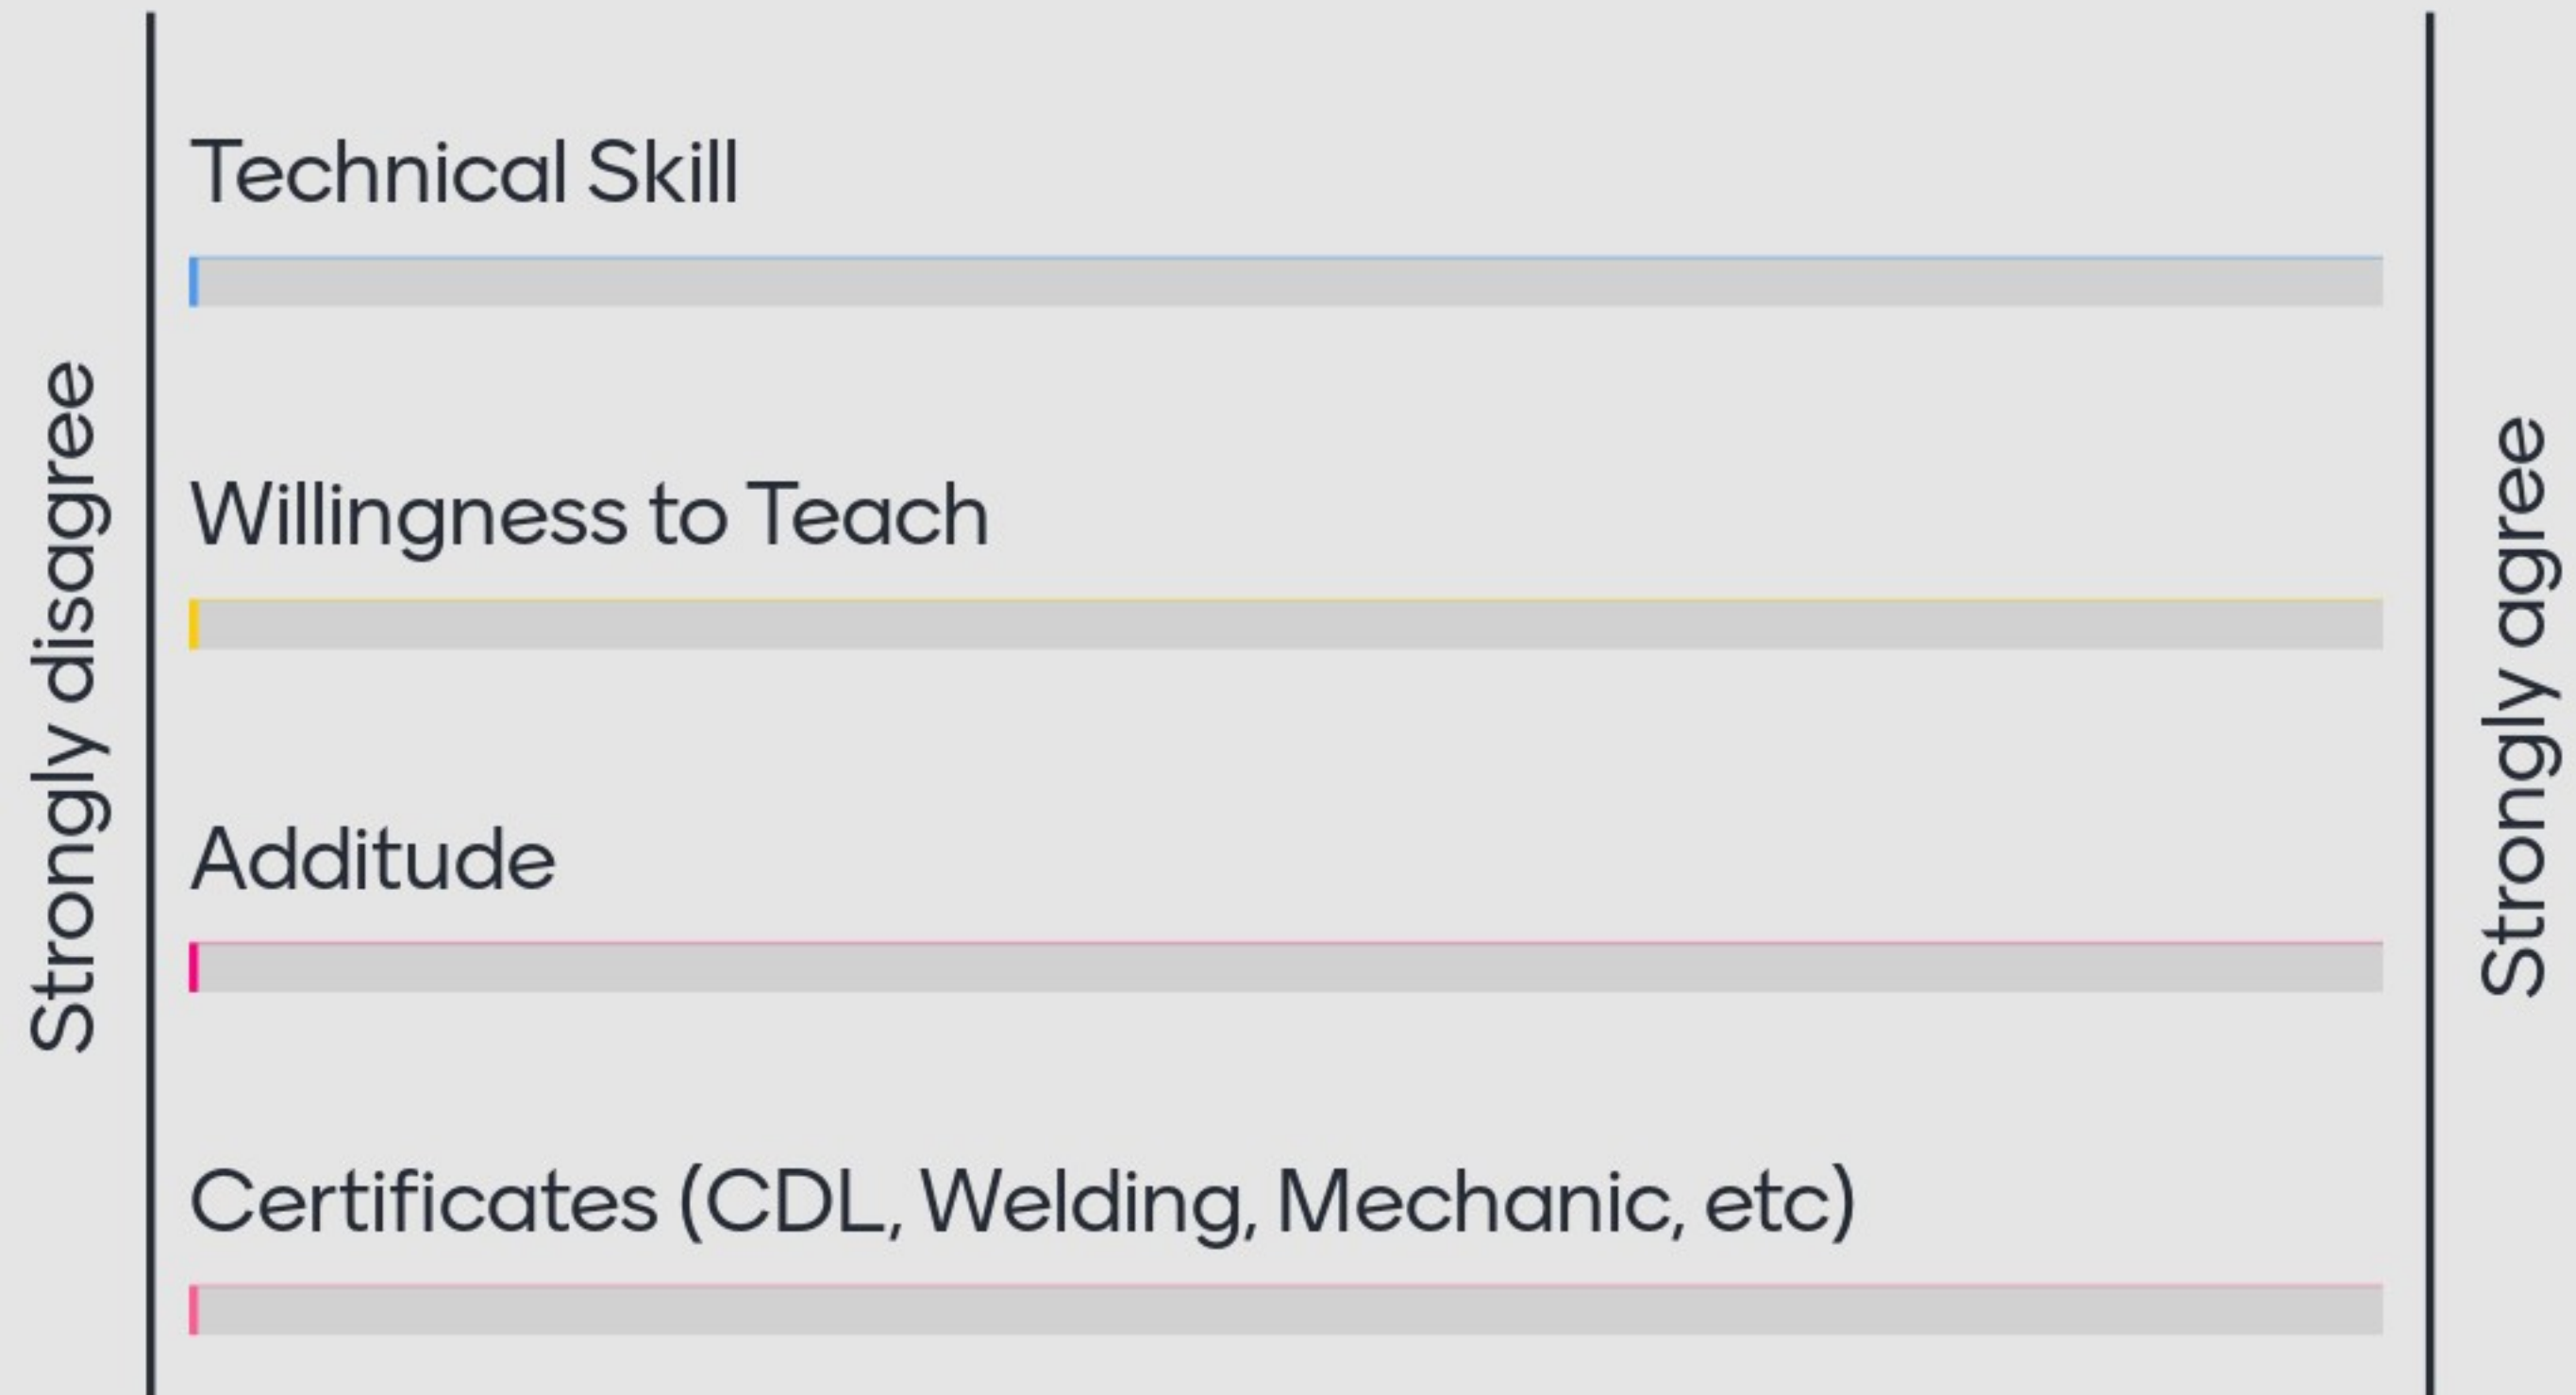 Strongly disagree
Technical Skill
Willingness to Teach
Additude
Certificates (CDL, Welding, Mechanic, etc)
Strongly agree